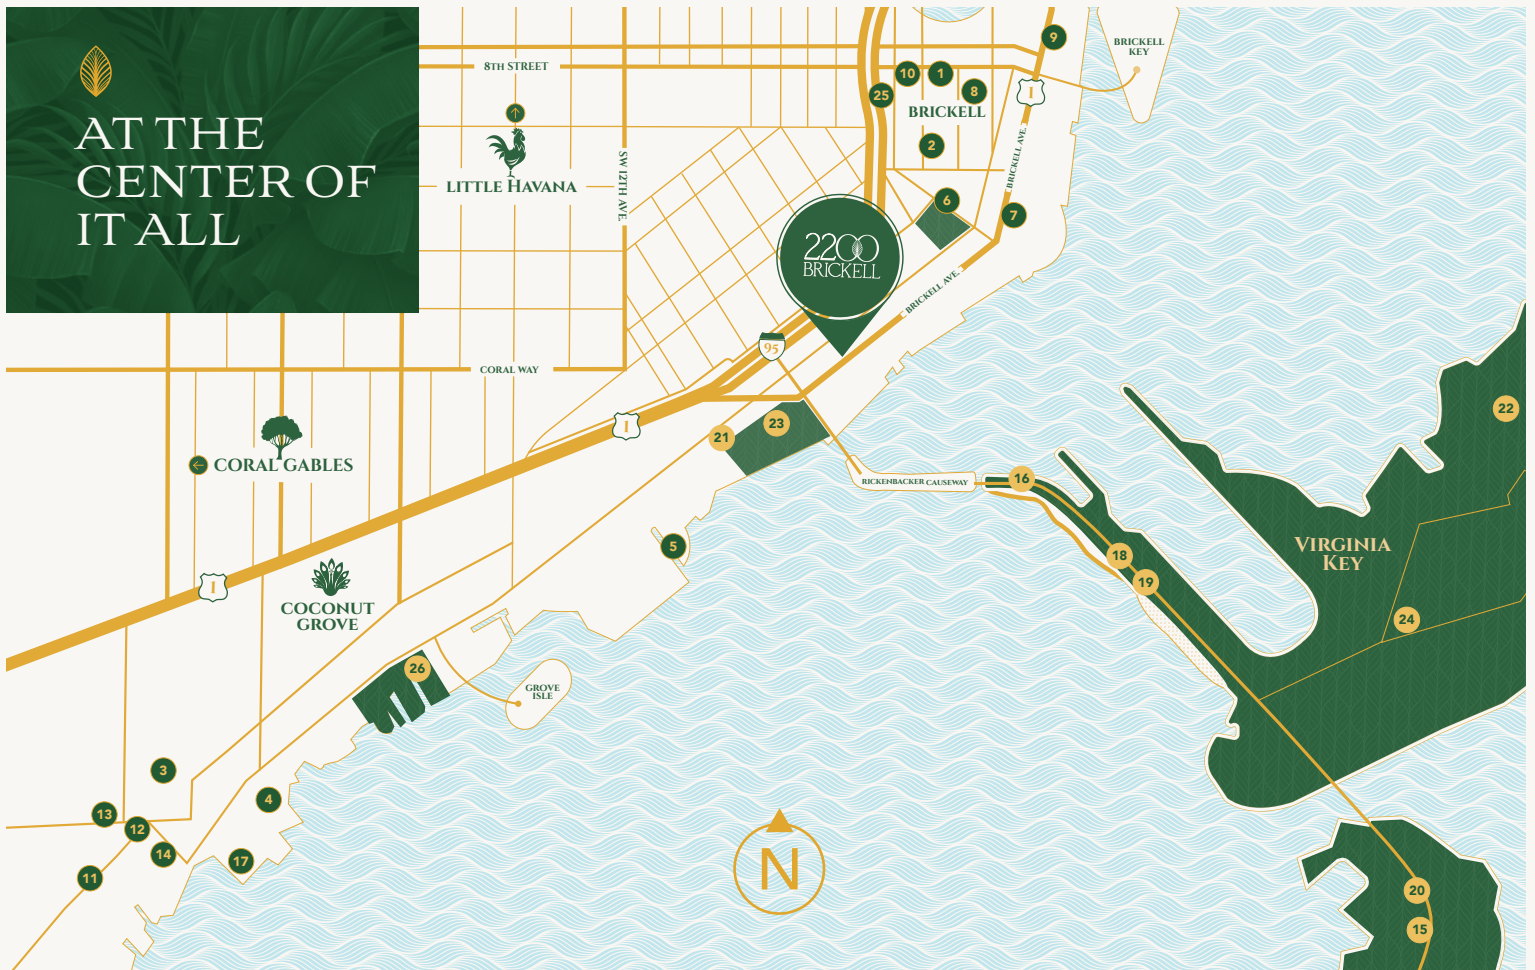 AT THE
CENTER OF
IT ALL
8TH STREET
LITTLE HAVANA
SW 12TH AVE.
9
BRICKELL
KEY
10
1
8
25
I
BRICKELL
2
BRICKELL AVE.
6
7
2200
BRICKELL
BRICKELL AVE.
95
CORAL WAY
I
CORAL GABLES
21
23
22
RICKENBACKER CAUSEWAY
16
5
18
19
VIRGINIA
KEY
24
I
COCONUT
GROVE
26
GROVE
ISLE
3
4
13
12
14
17
11
N
20
15